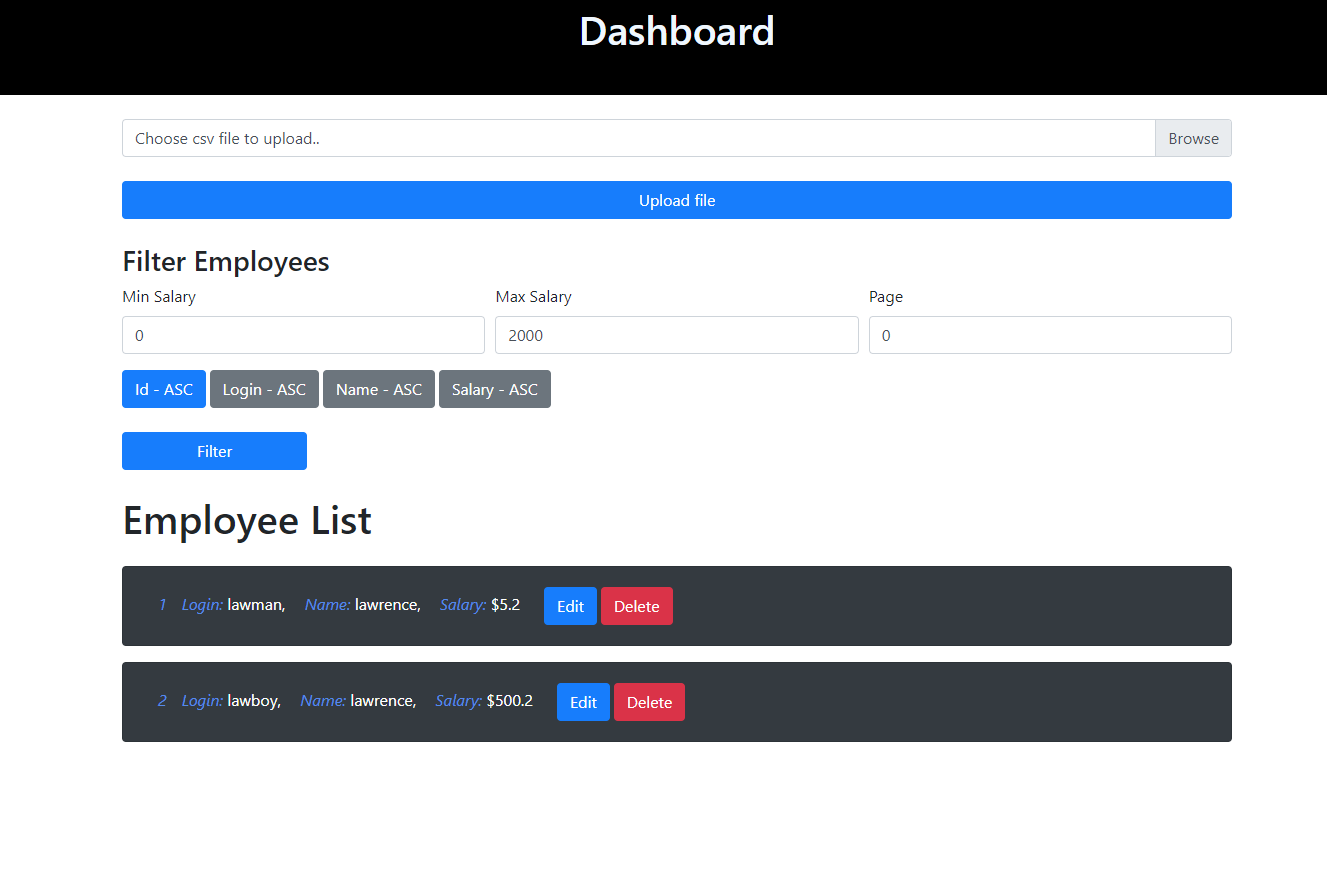 Dashboard
Choose csv file to upload.. Browse
Upload file
Filter Employees
Min Salary Max Salary Page
0 2000 0
Id - ASC Login - ASC Name - ASC Salary - ASC
Filter
Employee List
1 Login: lawman, Name: lawrence, Salary: $5.2 Edit Delete
2 Login: lawboy, Name: lawrence, Salary: $500.2 Edit Delete